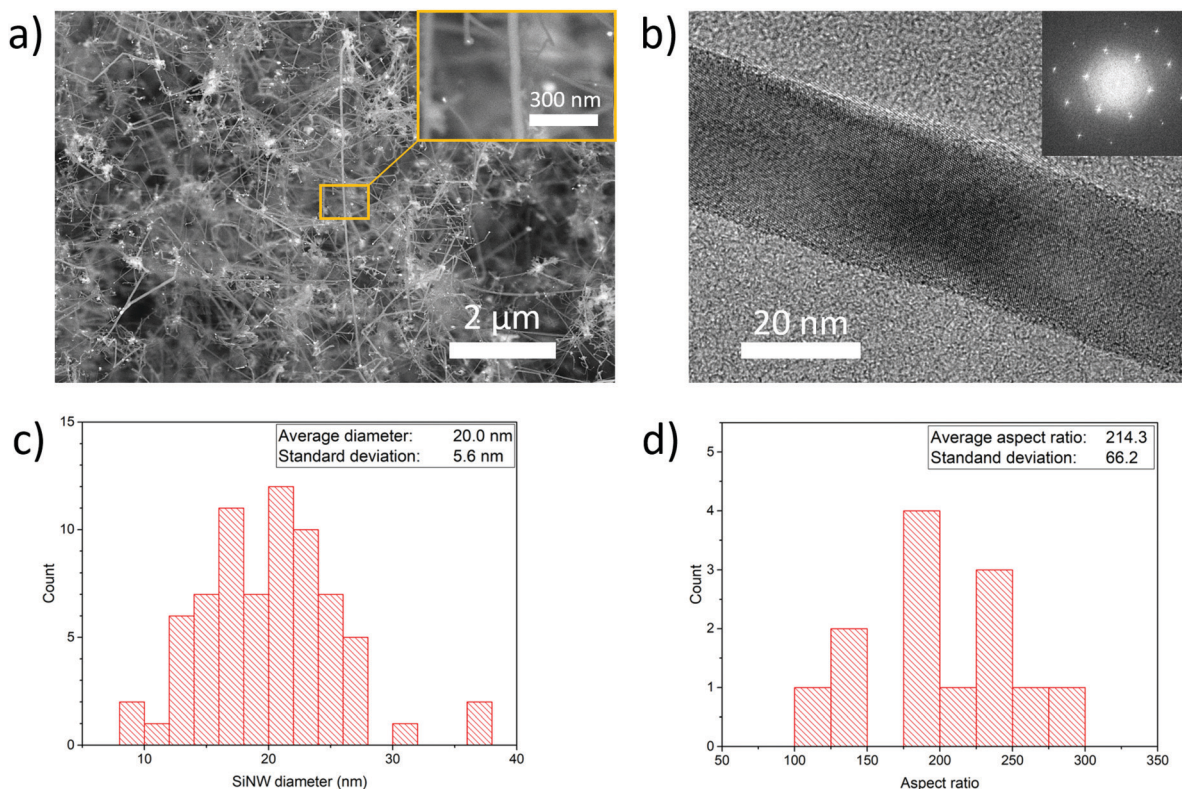 a)
300 nm
2 µm
b)
20 nm
c)
15
10
5
0
Count
Average diameter: 20.0 nm
Standard deviation: 5.6 nm
10
20
30
40
SiNW diameter (nm)
d)
5
4
3
2
1
0
Count
Average aspect ratio: 214.3
Standand deviation: 66.2
50
100
150
200
250
300
350
Aspect ratio